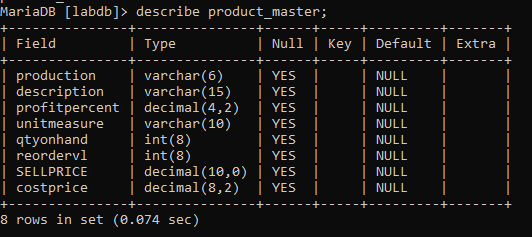 MariaDB [labdb]> describe product_master;
+---------------+---------------+------+-----+---------+-------+
| Field         | Type          | Null | Key | Default | Extra |
+---------------+---------------+------+-----+---------+-------+
| production    | varchar(6)    | YES  |     | NULL    |       |
| description   | varchar(15)   | YES  |     | NULL    |       |
| profitpercent | decimal(4,2)  | YES  |     | NULL    |       |
| unitmeasure   | varchar(10)   | YES  |     | NULL    |       |
| qtyonhand     | int(8)        | YES  |     | NULL    |       |
| reordervl     | int(8)        | YES  |     | NULL    |       |
| SELLPRICE     | decimal(10,0) | YES  |     | NULL    |       |
| costprice     | decimal(8,2)  | YES  |     | NULL    |       |
+---------------+---------------+------+-----+---------+-------+
8 rows in set (0.074 sec)